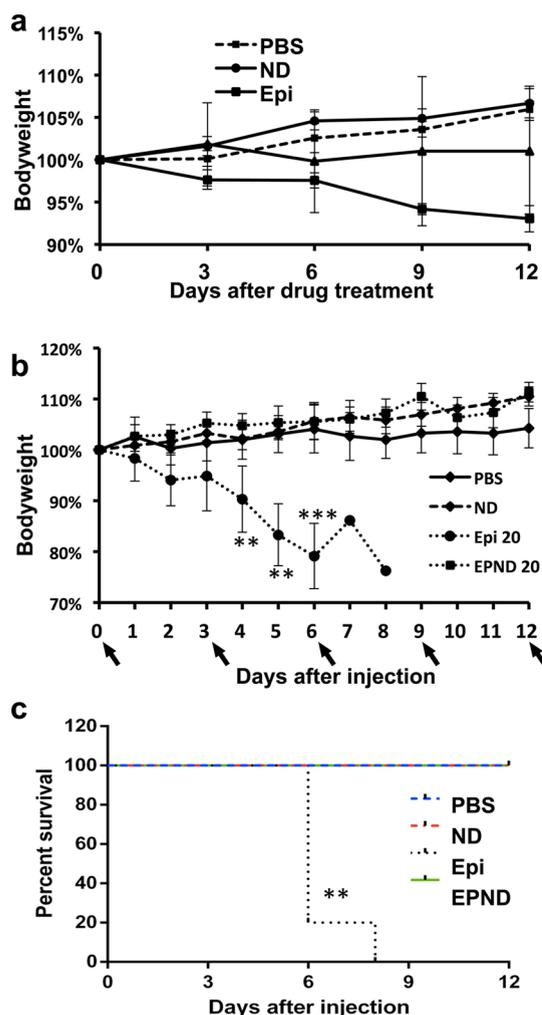 a
115%
110%
105%
100%
95%
90%
Bodyweight
PBS
ND
Epi
0 3 6 9 12
Days after drug treatment
b
120%
110%
100%
90%
80%
70%
Bodyweight
**
**
***
PBS
ND
Epi 20
EPND 20
0 1 2 3 4 5 6 7 8 9 10 11 12
Days after injection
c
120
100
80
60
40
20
0
Percent survival
**
PBS
ND
Epi
EPND
0 3 6 9 12
Days after injection